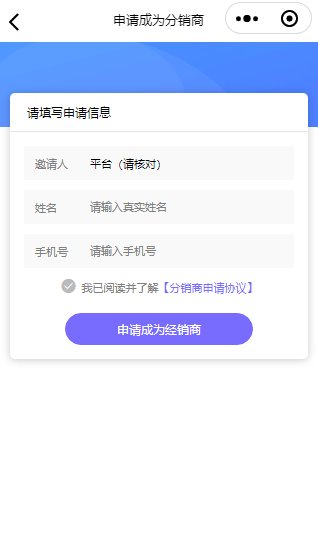 申请成为分销商
请填写申请信息
邀请人 平台（请核对）
姓名 请输入真实姓名
手机号 请输入手机号
我已阅读并了解【分销商申请协议】
申请成为经销商